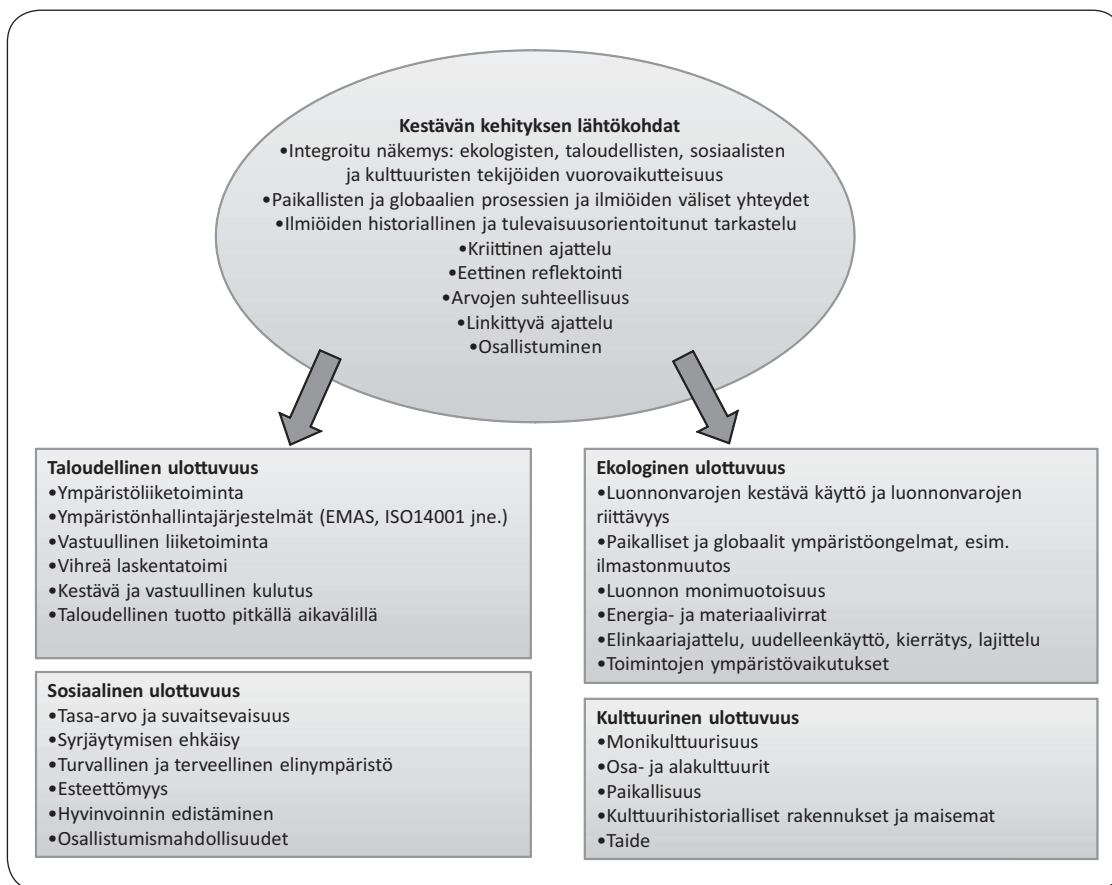 Kestävän kehityksen lähtökohdat
•Integroitu näkemys: ekologisten, taloudellisten, sosiaalisten
ja kulttuuristen tekijöiden vuorovaikutteisuus
•Paikallisten ja globaalien prosessien ja ilmiöiden väliset yhteydet
•Ilmiöiden historiallinen ja tulevaisuusorientoitunut tarkastelu
•Kriittinen ajattelu
•Eettinen reflektointi
•Arvojen suhteellisuus
•Linkittyvä ajattelu
•Osallistuminen
Taloudellinen ulottuvuus
•Ympäristöliiketoiminta
•Ympäristönhallintajärjestelmät (EMAS, ISO14001 jne.)
•Vastuullinen liiketoiminta
•Vihreä laskentatoimi
•Kestävä ja vastuullinen kulutus
•Taloudellinen tuotto pitkällä aikavälillä
Ekologinen ulottuvuus
•Luonnonvarojen kestävä käyttö ja luonnonvarojen
riittävyys
•Paikalliset ja globaalit ympäristöongelmat, esim.
ilmastonmuutos
•Luonnon monimuotoisuus
•Energia- ja materiaalivirrat
•Elinkaariajattelu, uudelleenkäyttö, kierrätys, lajittelu
•Toimintojen ympäristövaikutukset
Sosiaalinen ulottuvuus
•Tasa-arvo ja suvaitsevaisuus
•Syrjäytymisen ehkäisy
•Turvallinen ja terveellinen elinympäristö
•Esteettömyys
•Hyvinvoinnin edistäminen
•Osallistumismahdollisuudet
Kulttuurinen ulottuvuus
•Monikulttuurisuus
•Osa- ja alakulttuurit
•Paikallisuus
•Kulttuurihistorialliset rakennukset ja maisemat
•Taide